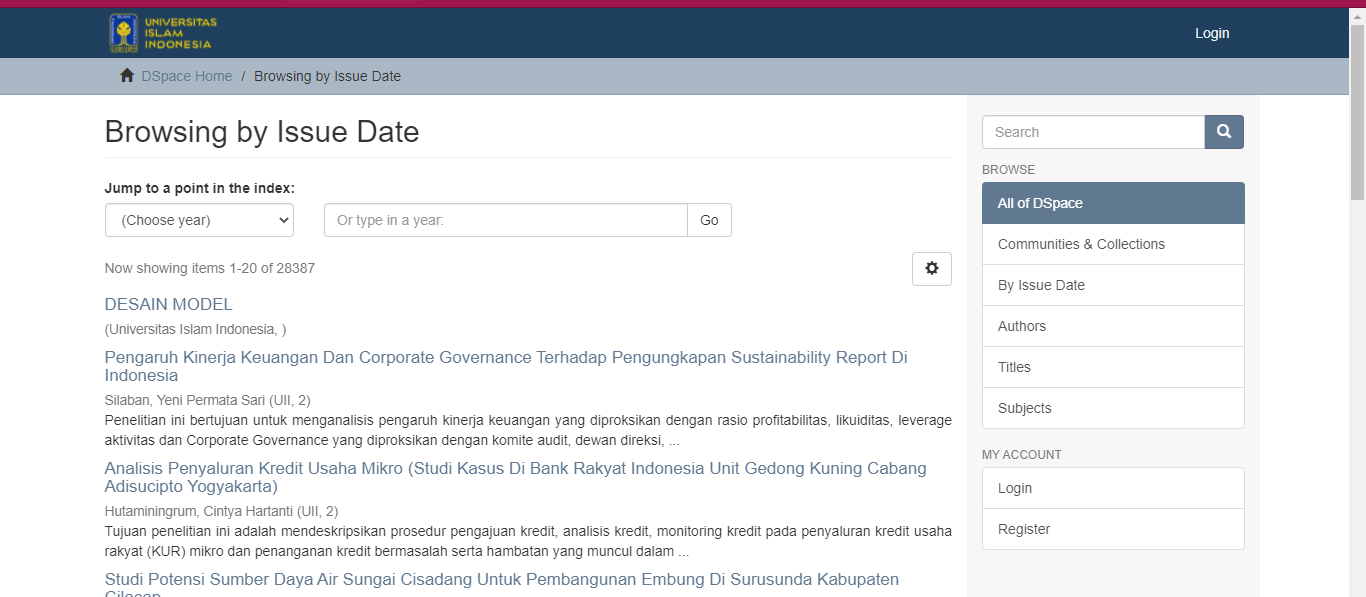 UNIVERSITAS
ISLAM
INDONESIA
Login
DSpace Home / Browsing by Issue Date
Browsing by Issue Date
Jump to a point in the index:
(Choose year)
Or type in a year:
Go
Now showing items 1-20 of 28387
DESAIN MODEL
(Universitas Islam Indonesia, )
Pengaruh Kinerja Keuangan Dan Corporate Governance Terhadap Pengungkapan Sustainability Report Di
Indonesia
Silaban, Yeni Permata Sari (UII, 2)
Penelitian ini bertujuan untuk menganalisis pengaruh kinerja keuangan yang diproksikan dengan rasio profitabilitas, likuiditas, leverage
aktivitas dan Corporate Governance yang diproksikan dengan komite audit, dewan direksi, ...
Analisis Penyaluran Kredit Usaha Mikro (Studi Kasus Di Bank Rakyat Indonesia Unit Gedong Kuning Cabang
Adisucipto Yogyakarta)
Hutaminingrum, Cintya Hartanti (UII, 2)
Tujuan penelitian ini adalah mendeskripsikan prosedur pengajuan kredit, analisis kredit, monitoring kredit pada penyaluran kredit usaha
rakyat (KUR) mikro dan penanganan kredit bermasalah serta hambatan yang muncul dalam ...
Studi Potensi Sumber Daya Air Sungai Cisadang Untuk Pembangunan Embung Di Surusunda Kabupaten
Cilacap
Search
BROWSE
All of DSpace
Communities & Collections
By Issue Date
Authors
Titles
Subjects
MY ACCOUNT
Login
Register